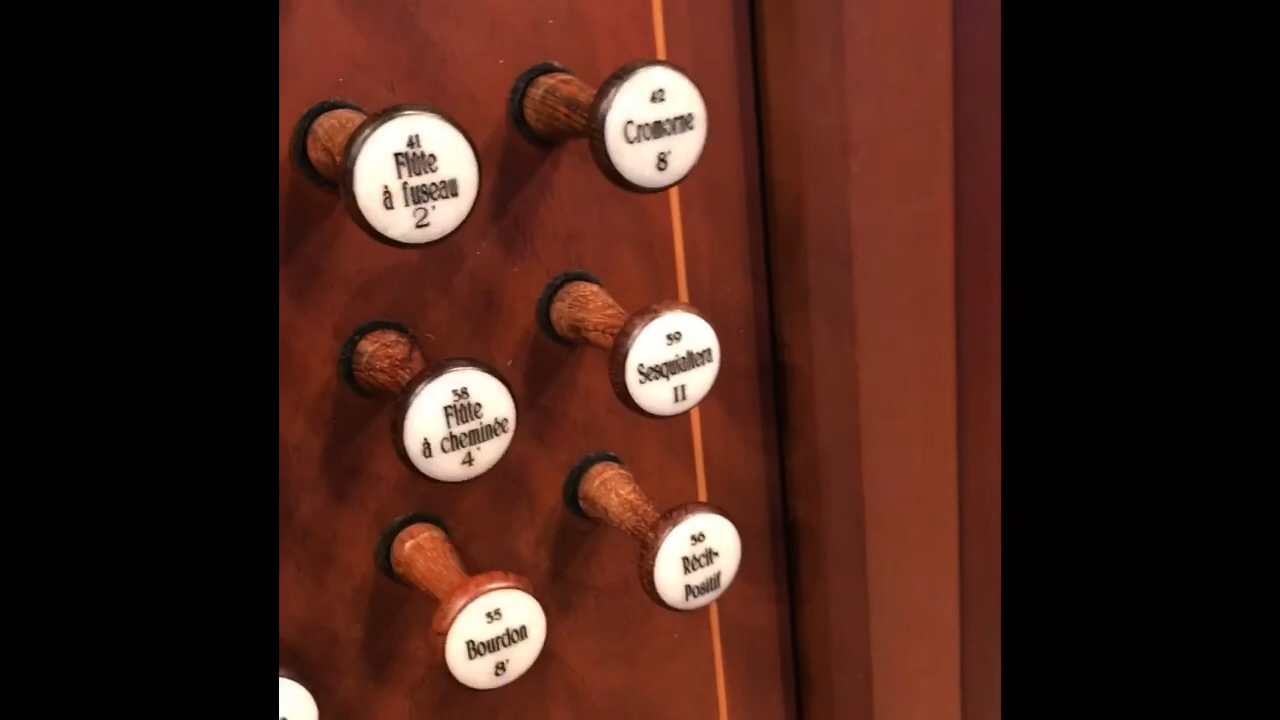 41
Flûte
à fuseau
2'
42
Cromorne
8'
38
Flûte
à cheminée
4'
39
Sesquialtera
II
35
Bourdon
8'
36
Récit-
Positif